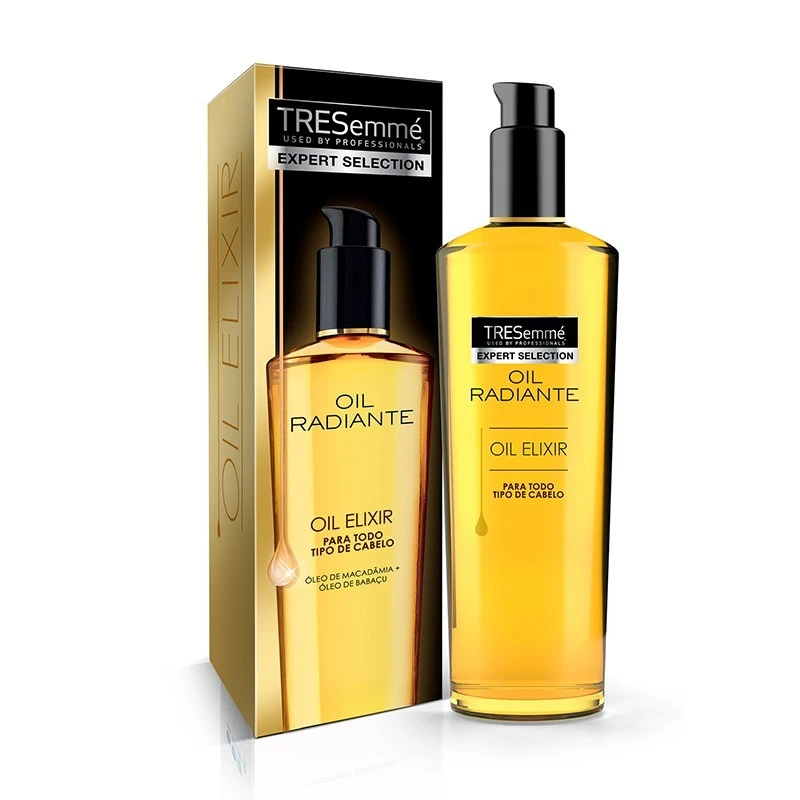 OIL ELIXIR
TRESemmé
USED BY PROFESSIONALS®
EXPERT SELECTION
OIL
RADIANTE
OIL ELIXIR
PARA TODO
TIPO DE CABELO
ÓLEO DE MACADÂMIA +
ÓLEO DE BABAÇU
TRESemmé
USED BY PROFESSIONALS
EXPERT SELECTION
OIL
RADIANTE
OIL ELIXIR
PARA TODO
TIPO DE CABELO